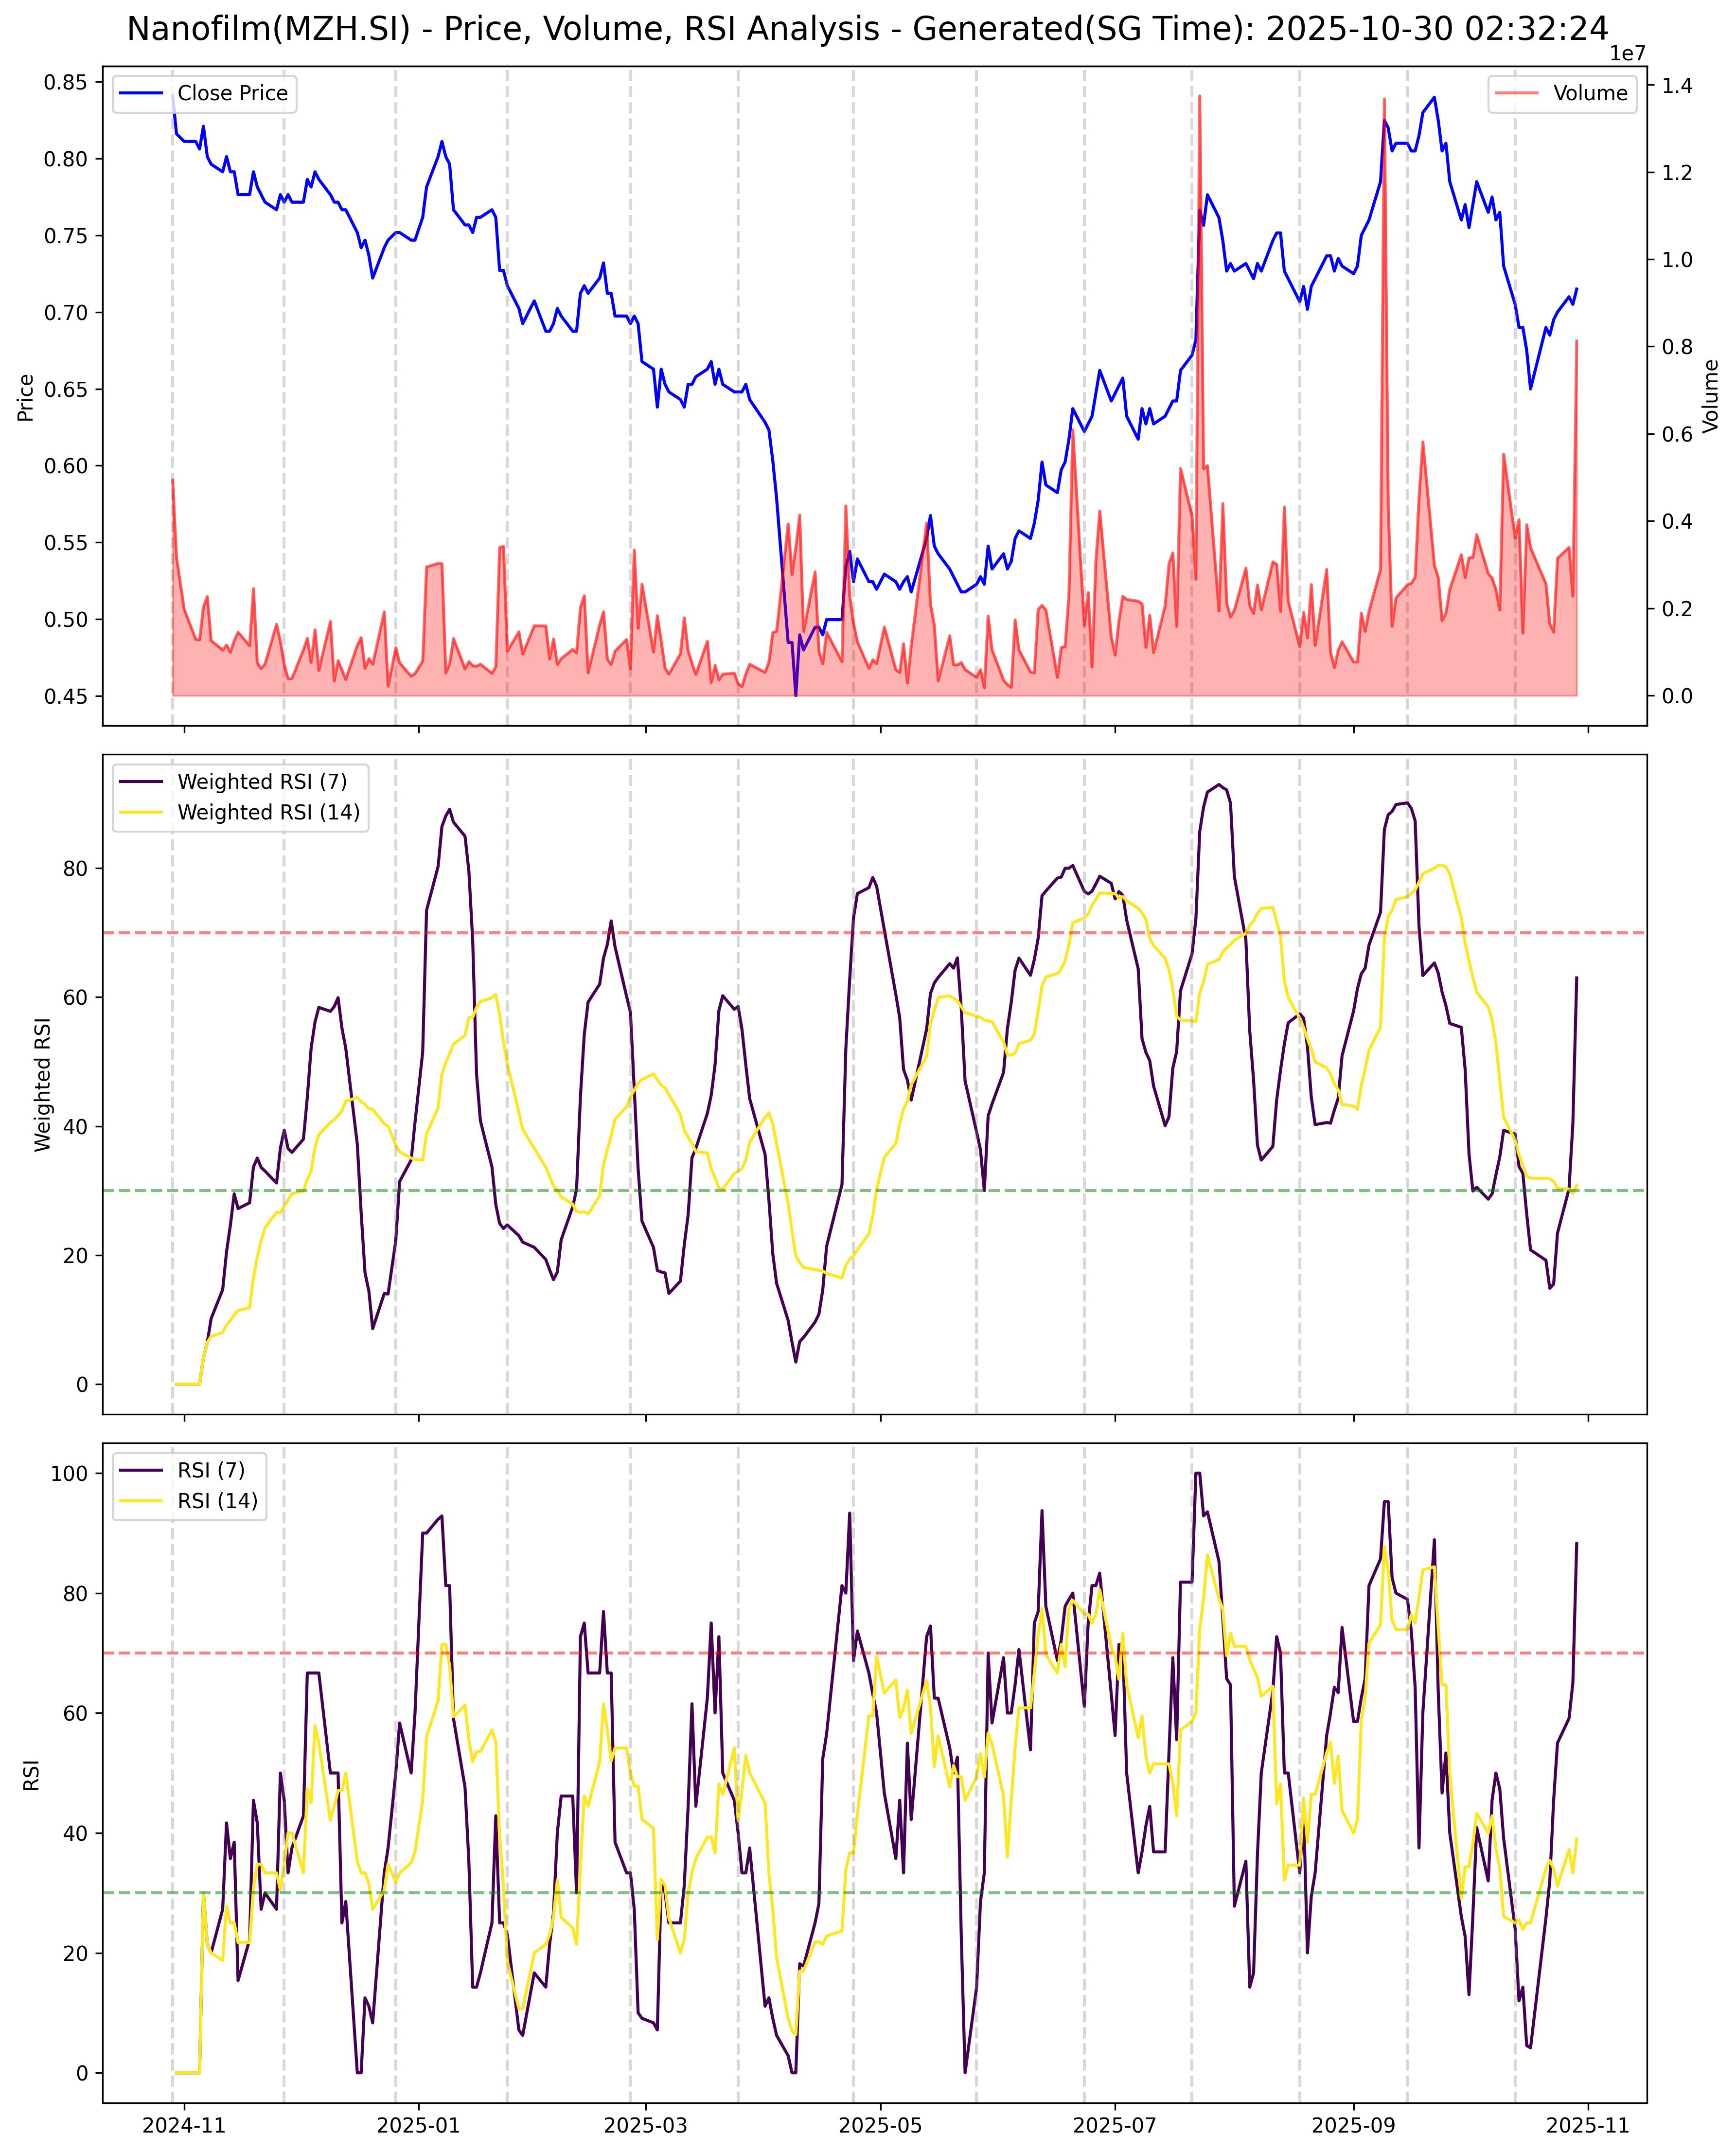 Nanofilm(MZH.SI) - Price, Volume, RSI Analysis - Generated(SG Time): 2025-10-30 02:32:24
1e7
Close Price
Volume
0.85
0.80
0.75
0.70
0.65
0.60
0.55
0.50
0.45
Price
1.4
1.2
1.0
0.8
0.6
0.4
0.2
0.0
Volume
Weighted RSI (7)
Weighted RSI (14)
80
60
40
20
0
Weighted RSI
RSI (7)
RSI (14)
100
80
60
40
20
0
RSI
2024-11
2025-01
2025-03
2025-05
2025-07
2025-09
2025-11